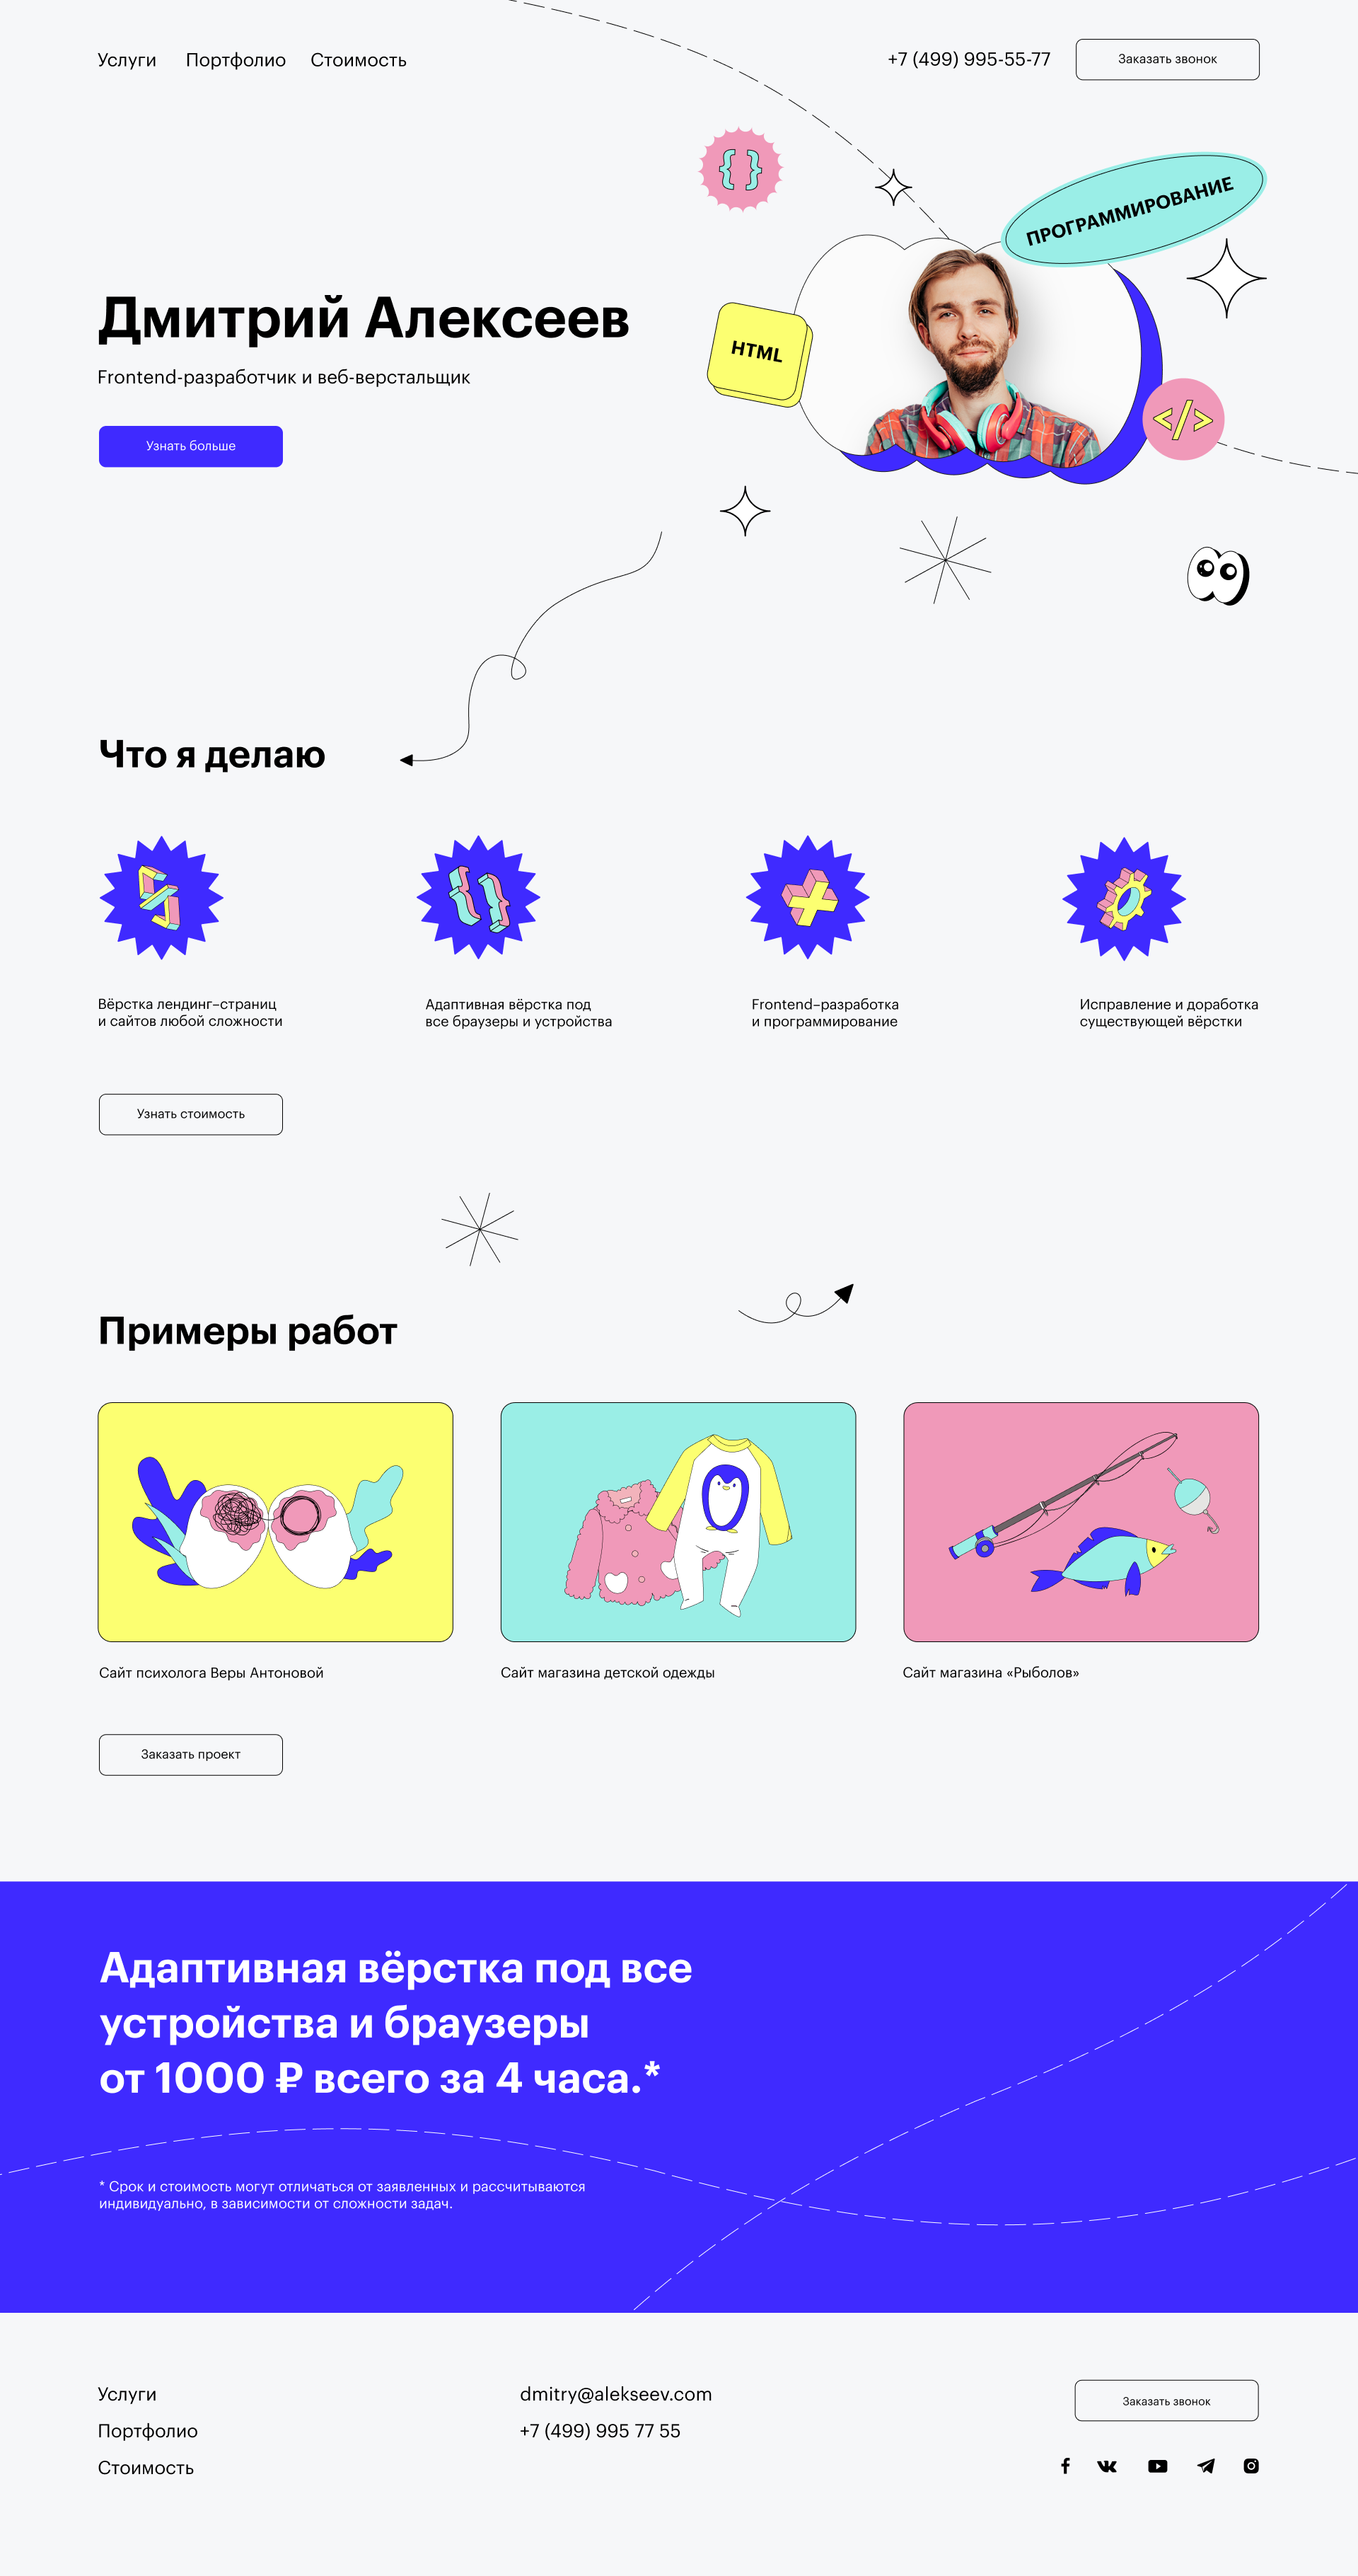 Услуги
Портфолио
Стоимость
+7 (499) 995-55-77
Заказать звонок
{ }
ПРОГРАММИРОВАНИЕ
HTML
</>
Дмитрий Алексеев
Frontend-разработчик и веб-верстальщик
Узнать больше
Что я делаю
Вёрстка лендинг–страниц
и сайтов любой сложности
Адаптивная вёрстка под
все браузеры и устройства
Frontend–разработка
и программирование
Исправление и доработка
существующей вёрстки
Узнать стоимость
Примеры работ
Сайт психолога Веры Антоновой
Сайт магазина детской одежды
Сайт магазина «Рыболов»
Заказать проект
Адаптивная вёрстка под все
устройства и браузеры
от 1000 ₽ всего за 4 часа.*
* Срок и стоимость могут отличаться от заявленных и рассчитываются
индивидуально, в зависимости от сложности задач.
Услуги
Портфолио
Стоимость
dmitry@alekseev.com
+7 (499) 995 77 55
Заказать звонок